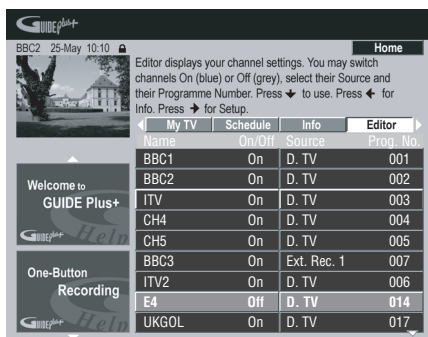 GUIDE plus+
BBC2 25-May 10:10
Home
Editor displays your channel settings. You may switch
channels On (blue) or Off (grey), select their Source and
their Programme Number. Press ↓ to use. Press ← for
Info. Press → for Setup.
My TV Schedule Info Editor
Name On/Off Source Prog. No.
BBC1 On D. TV 001
BBC2 On D. TV 002
ITV On D. TV 003
CH4 On D. TV 004
CH5 On D. TV 005
BBC3 On Ext. Rec. 1 007
ITV2 On D. TV 006
E4 Off D. TV 014
UKGOL On D. TV 017
Welcome to
GUIDE Plus+
GUIDE plus+ Help
One-Button
Recording
GUIDE plus+ Help